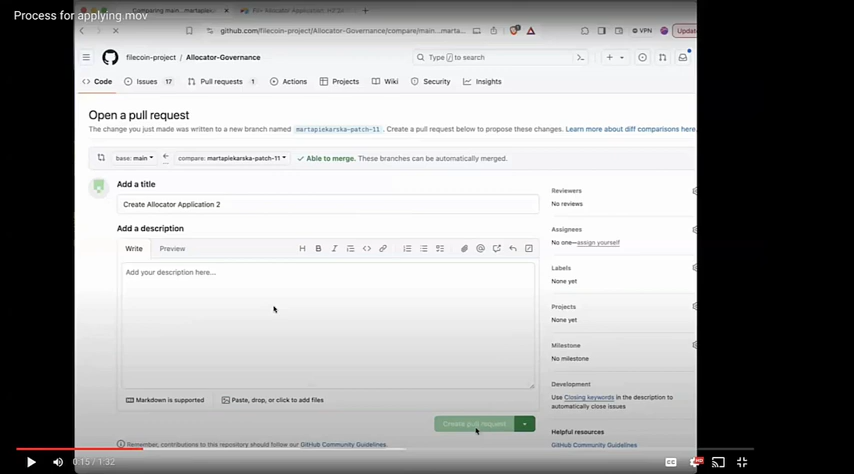 Process for applying.mov
Comparing main...martapiekars
Fil+ Allocator Application
github.com/filecoin-project/Allocator-Governance/compare/main...marta...
VPN
Update
filecoin-project / Allocator-Governance
Type / to search
Code Issues 17 Pull requests 1 Actions Projects Wiki Security Insights
Open a pull request
The change you just made was written to a new branch named martapiekarska-patch-11. Create a pull request below to propose these changes. Learn more about diff comparisons here.
base: main compare: martapiekarska-patch-11 Able to merge. These branches can be automatically merged.
Add a title
Create Allocator Application 2
Add a description
Write Preview
Add your description here...
Markdown is supported Paste, drop, or click to add files
Create pull request
Remember, contributions to this repository should follow our GitHub Community Guidelines.
Reviewers
No reviews
Assignees
No one—assign yourself
Labels
None yet
Projects
None yet
Milestone
No milestone
Development
Use Closing keywords in the description to
automatically close issues
Helpful resources
GitHub Community Guidelines
0:15 / 1:32
CC HD